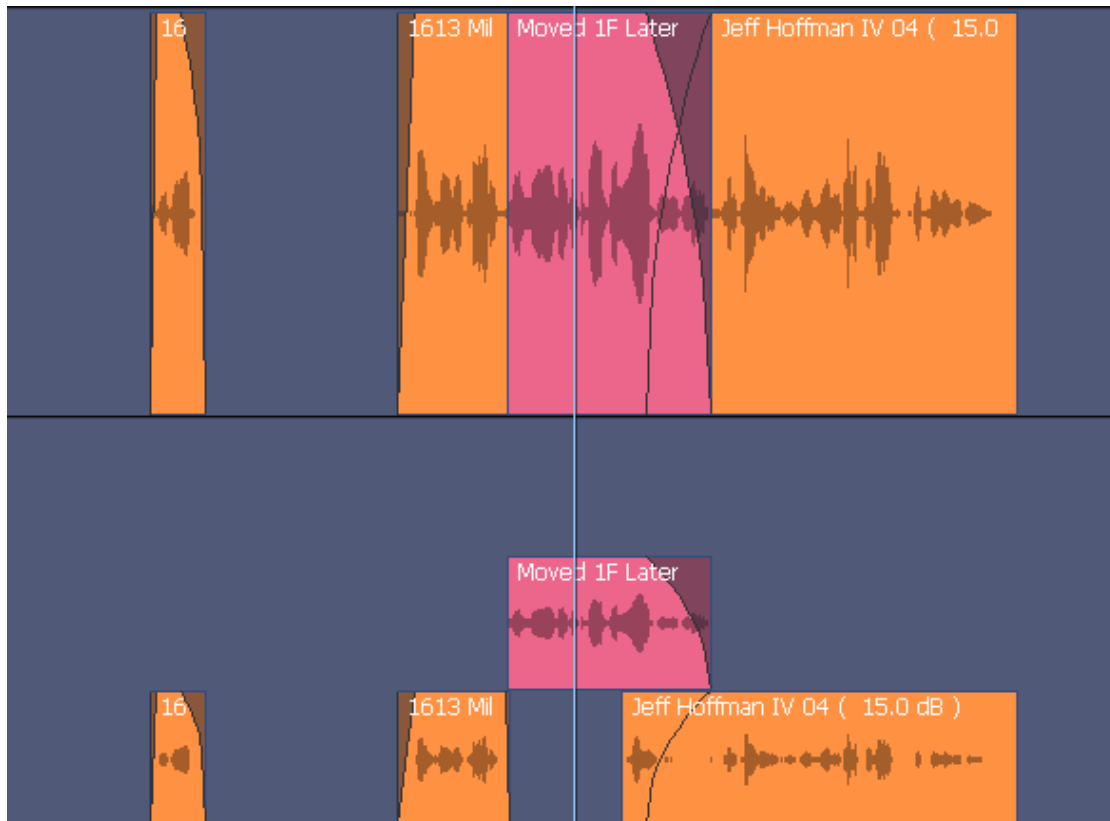 16
1613 Mil
Moved 1F Later
Jeff Hoffman IV 04 (  15.0
Moved 1F Later
16
1613 Mil
Jeff Hoffman IV 04 (  15.0 dB )